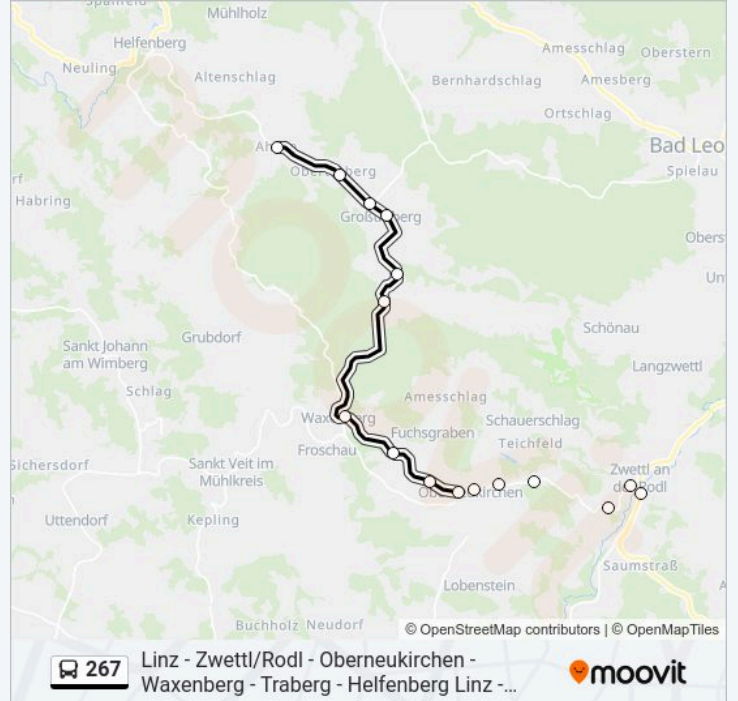 Spanfeld
Mühlholz
Helfenberg
Neuling
Altenschlag
Amesschlag
Oberstern
Bernhardschlag
Amesberg
Ortschlag
Bad Leo
Spielau
Habring
Obers
Schönau
Grubdorf
Sankt Johann
am Wimberg
Langzwettl
Schlag
Amesschlag
Schauerschlag
Teichfeld
Fuchsgraben
Froschau
Sankt Veit im
Mühlkreis
Zwettl an
Uttendorf
Kepling
Saumstraß
Lobenstein
Buchholz Neudorf
© OpenStreetMap contributors | © OpenMapTiles
267
Linz - Zwettl/Rodl - Oberneukirchen -
Waxenberg - Traberg - Helfenberg Linz -...
moovit